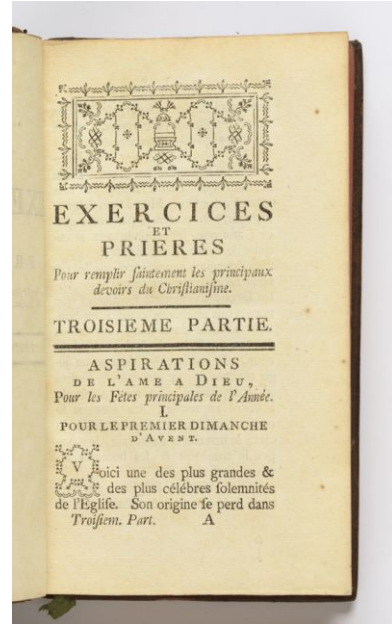 EXERCICES
ET
PRIERES
Pour remplir ſaintement les principaux
devoirs du Chriſtianiſme.
TROISIEME PARTIE.
ASPIRATIONS
DE L'AME A DIEU,
Pour les Fêtes principales de l'Année.
I.
POUR LE PREMIER DIMANCHE
D'AVENT.
Voici une des plus grandes &
des plus célébres ſolemnités
de l'Egliſe. Son origine ſe perd dans
Troiſiem. Part. A